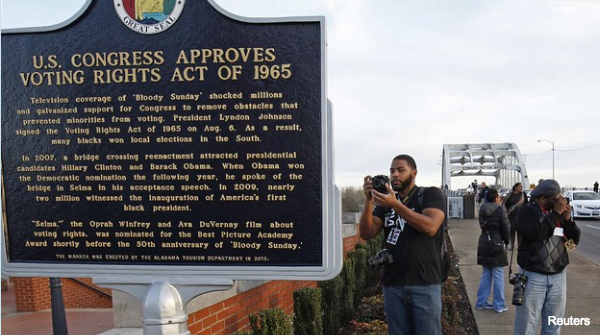 GREAT SEAL
U.S. CONGRESS APPROVES
VOTING RIGHTS ACT OF 1965
Television coverage of 'Bloody Sunday' shocked millions
and galvanized support for Congress to remove obstacles that
prevented minorities from voting. President Lyndon Johnson
signed the Voting Rights Act of 1965 on Aug. 6. As a result,
many blacks won local elections in the South.
In 2007, a bridge crossing reenactment attracted presidential
candidates Hillary Clinton and Barack Obama. When Obama won
the Democratic nomination the following year, he spoke of the
bridge in Selma in his acceptance speech. In 2009, nearly
two million witnessed the inauguration of America's first
black president.
"Selma," the Oprah Winfrey and Ava DuVernay film about
voting rights, was nominated for the Best Picture Academy
Award shortly before the 50th anniversary of 'Bloody Sunday.'
THE MARKER WAS ERECTED BY THE ALABAMA TOURISM DEPARTMENT IN 2015.
Reuters